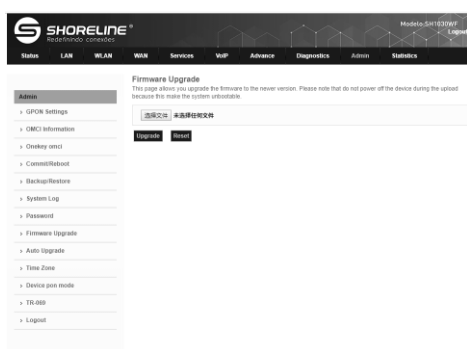 SHORELINE®
Redefinindo conexões
Modelo:SH1030WF
Logout
Status LAN WLAN WAN Services VoIP Advance Diagnostics Admin Statistics
Admin
› GPON Settings
› OMCI Information
› Onekey omci
› Commit/Reboot
› Backup/Restore
› System Log
› Password
› Firmware Upgrade
› Auto Upgrade
› Time Zone
› Device pon mode
› TR-069
› Logout
Firmware Upgrade
This page allows you upgrade the firmware to the newer version. Please note that do not power off the device during the upload
because this make the system unbootable.
选择文件 未选择任何文件
Upgrade Reset